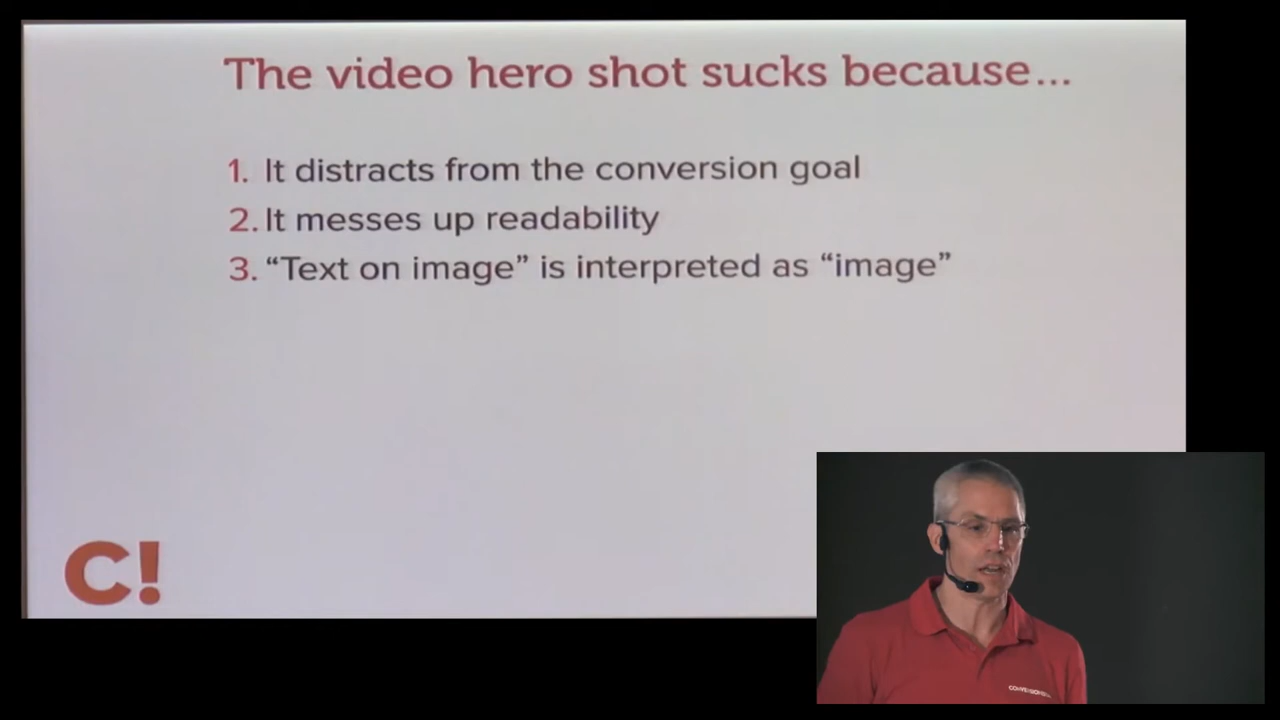 The video hero shot sucks because...
1. It distracts from the conversion goal
2. It messes up readability
3. “Text on image” is interpreted as “image”
C!